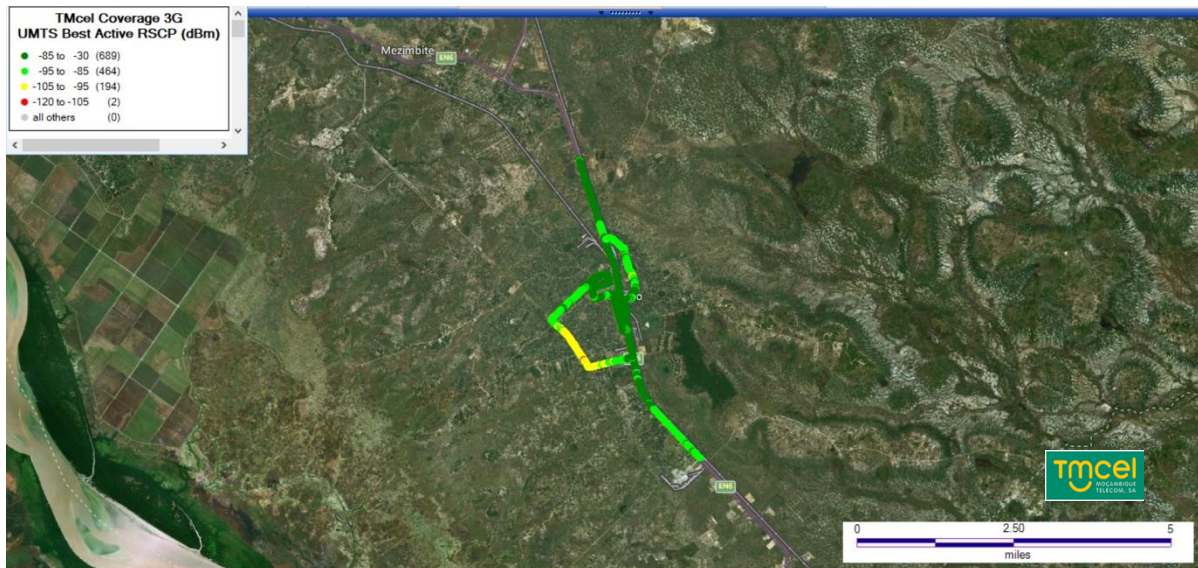 TMcel Coverage 3G
UMTS Best Active RSCP (dBm)
-85 to -30 (689)
-95 to -85 (464)
-105 to -95 (194)
-120 to -105 (2)
all others (0)
Mezimbite
EN6
o
EN6
Tmcel
MOÇAMBIQUE
TELECOM, SA
0 2.50 5
miles